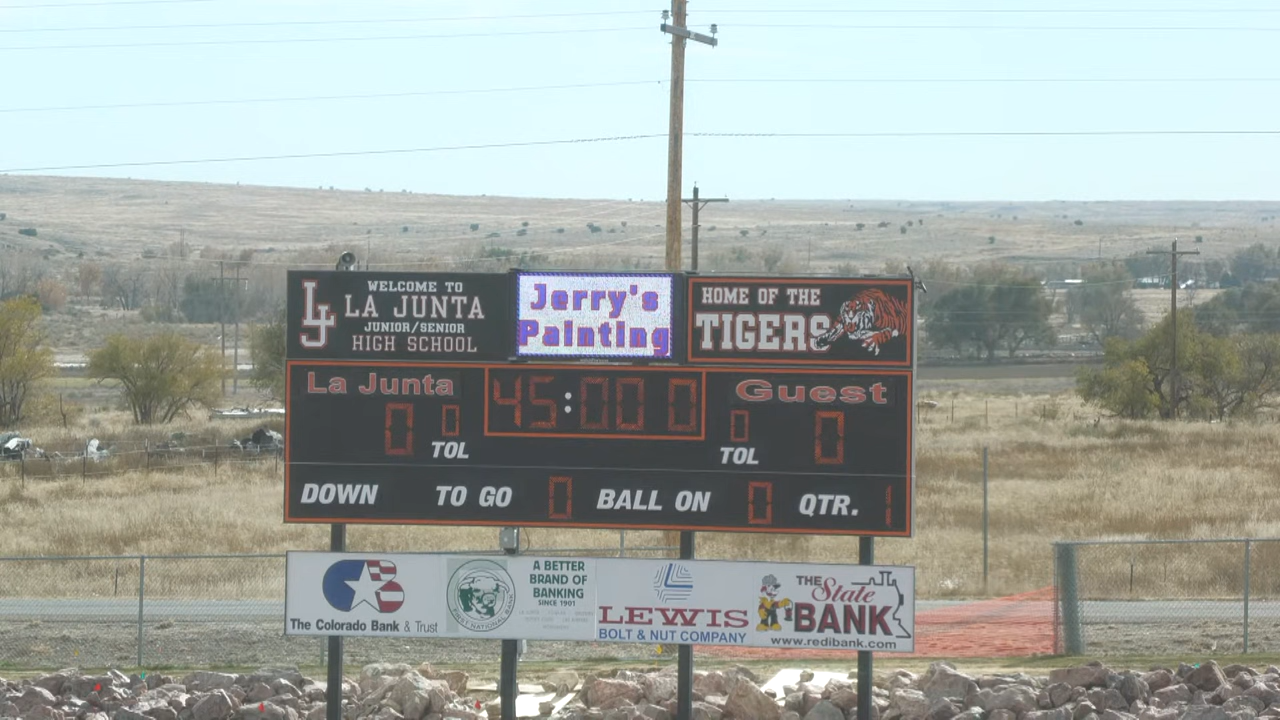 LJ
WELCOME TO
LA JUNTA
JUNIOR/SENIOR
HIGH SCHOOL
Jerry's
Painting
HOME OF THE
TIGERS
La Junta
45:00 0
Guest
0
0
TOL
0
TOL
0
DOWN
TO GO 0
BALL ON 0
QTR. 1
The Colorado Bank & Trust
A BETTER
BRAND OF
BANKING
SINCE 1901
LEWIS
BOLT & NUT COMPANY
THE
State
BANK
www.redibank.com